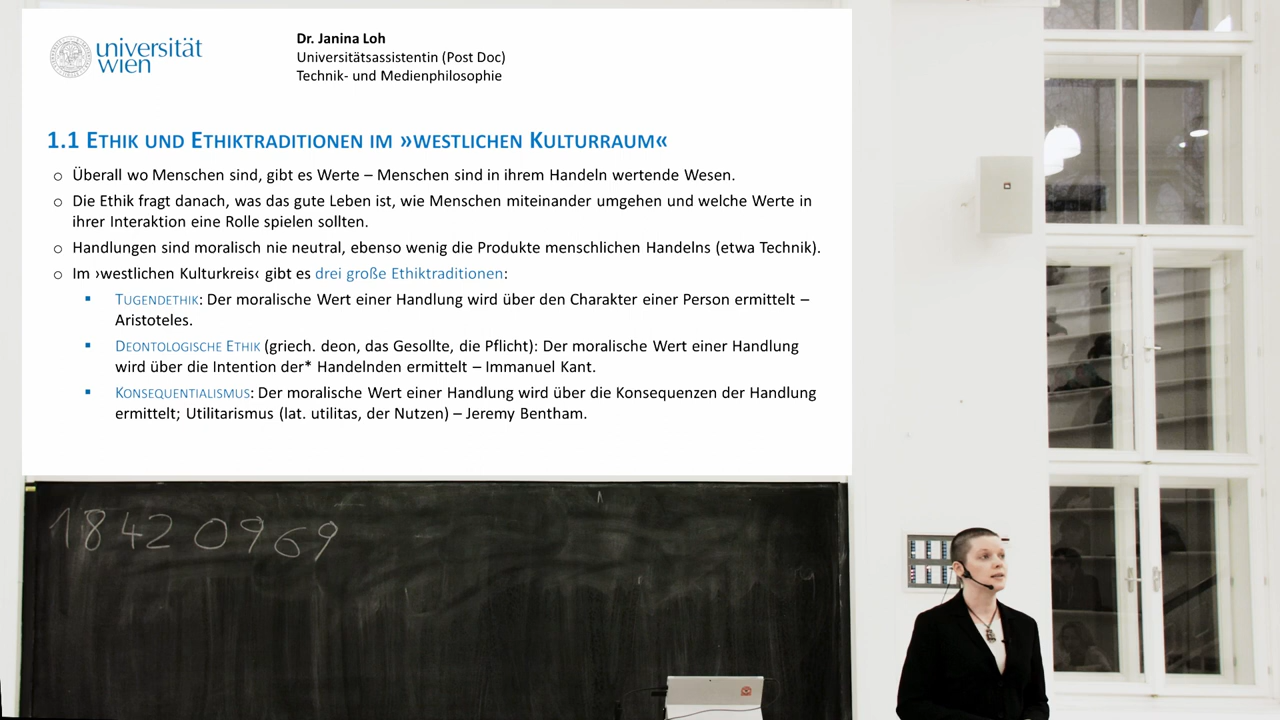 universität
wien
Dr. Janina Loh
Universitätsassistentin (Post Doc)
Technik- und Medienphilosophie
1.1 Ethik und Ethiktraditionen im »westlichen Kulturraum«
o Überall wo Menschen sind, gibt es Werte – Menschen sind in ihrem Handeln wertende Wesen.
o Die Ethik fragt danach, was das gute Leben ist, wie Menschen miteinander umgehen und welche Werte in
ihrer Interaktion eine Rolle spielen sollten.
o Handlungen sind moralisch nie neutral, ebenso wenig die Produkte menschlichen Handelns (etwa Technik).
o Im ›westlichen Kulturkreis‹ gibt es drei große Ethiktraditionen:
▪ Tugendethik: Der moralische Wert einer Handlung wird über den Charakter einer Person ermittelt –
Aristoteles.
▪ Deontologische Ethik (griech. deon, das Gesollte, die Pflicht): Der moralische Wert einer Handlung
wird über die Intention der* Handelnden ermittelt – Immanuel Kant.
▪ Konsequentialismus: Der moralische Wert einer Handlung wird über die Konsequenzen der Handlung
ermittelt; Utilitarismus (lat. utilitas, der Nutzen) – Jeremy Bentham.
18420969